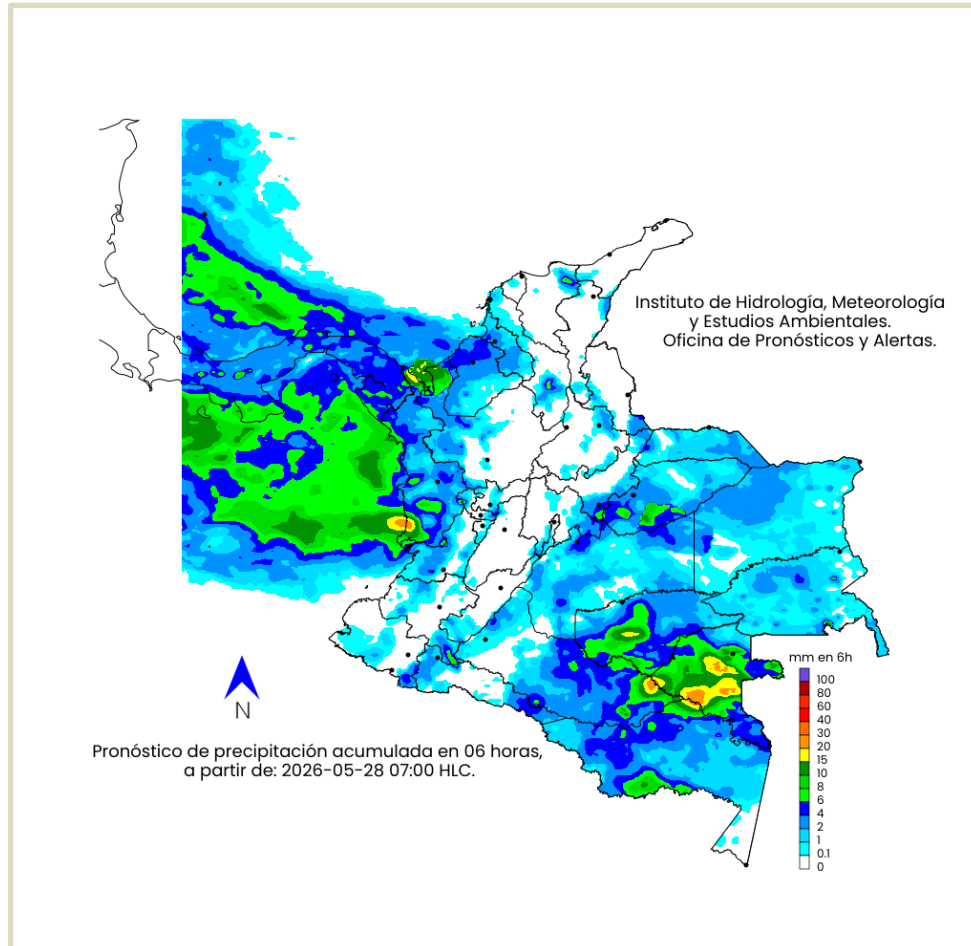 Instituto de Hidrología, Meteorología
y Estudios Ambientales.
Oficina de Pronósticos y Alertas.
N
Pronóstico de precipitación acumulada en 06 horas,
a partir de: 2026-05-28 07:00 HLC.
mm en 6h
100
80
60
40
30
20
15
10
8
6
4
2
1
0.1
0